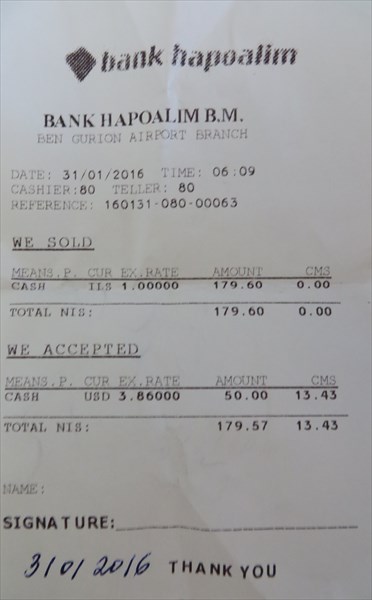 bank hapoalim
BANK HAPOALIM B.M.
BEN GURION AIRPORT BRANCH
DATE: 31/01/2016 TIME: 06:09
CASHIER:80 TELLER: 80
REFERENCE: 160131-080-00063
WE SOLD
MEANS.P. CUR EX.RATE AMOUNT CMS
CASH ILS 1.00000 179.60 0.00
TOTAL NIS: 179.60 0.00
WE ACCEPTED
MEANS.P. CUR EX.RATE AMOUNT CMS
CASH USD 3.86000 50.00 13.43
TOTAL NIS: 179.57 13.43
NAME:
SIGNATURE:
31012016 THANK YOU